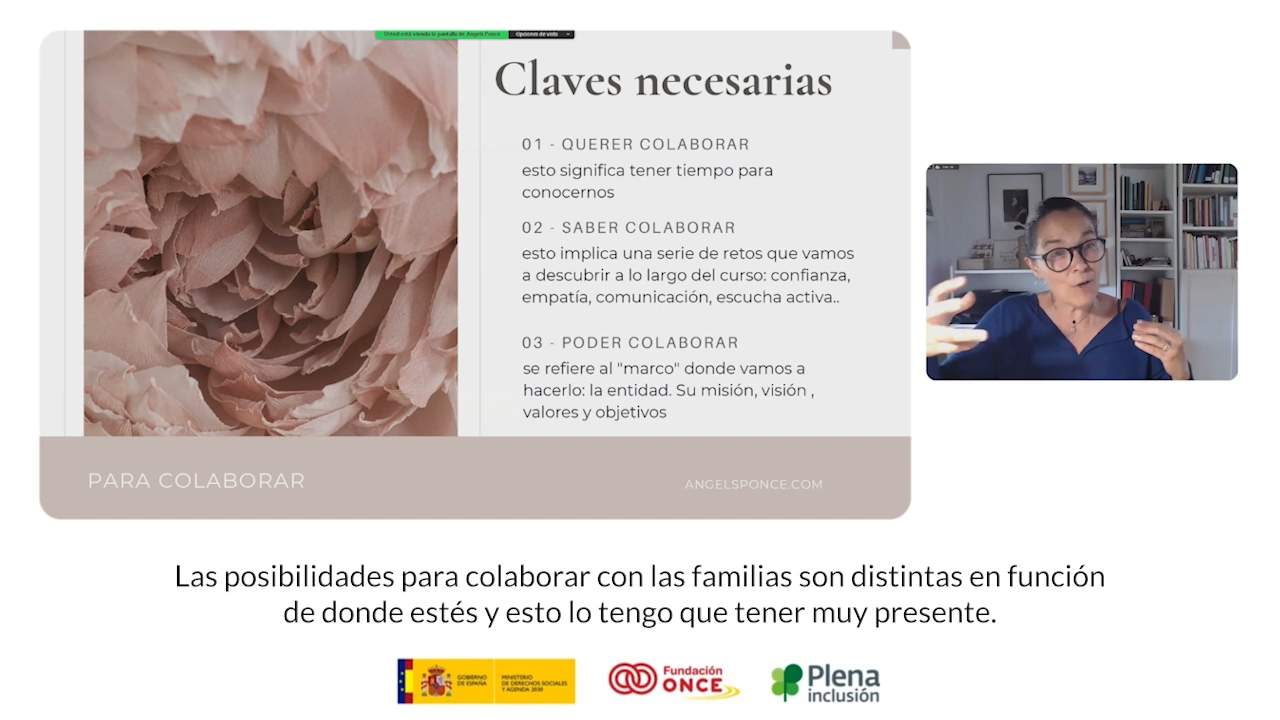 Usted está viendo la pantalla de Angels Ponce
Opciones de vista
Claves necesarias
01 - QUERER COLABORAR
esto significa tener tiempo para
conocernos
02 - SABER COLABORAR
esto implica una serie de retos que vamos
a descubrir a lo largo del curso: confianza,
empatía, comunicación, escucha activa..
03 - PODER COLABORAR
se refiere al "marco" donde vamos a
hacerlo: la entidad. Su misión, visión ,
valores y objetivos
PARA COLABORAR
ANGELSPONCE.COM
Las posibilidades para colaborar con las familias son distintas en función
de donde estés y esto lo tengo que tener muy presente.
GOBIERNO
DE ESPAÑA
MINISTERIO
DE DERECHOS SOCIALES
Y AGENDA 2030
Fundación
ONCE
Plena
inclusión